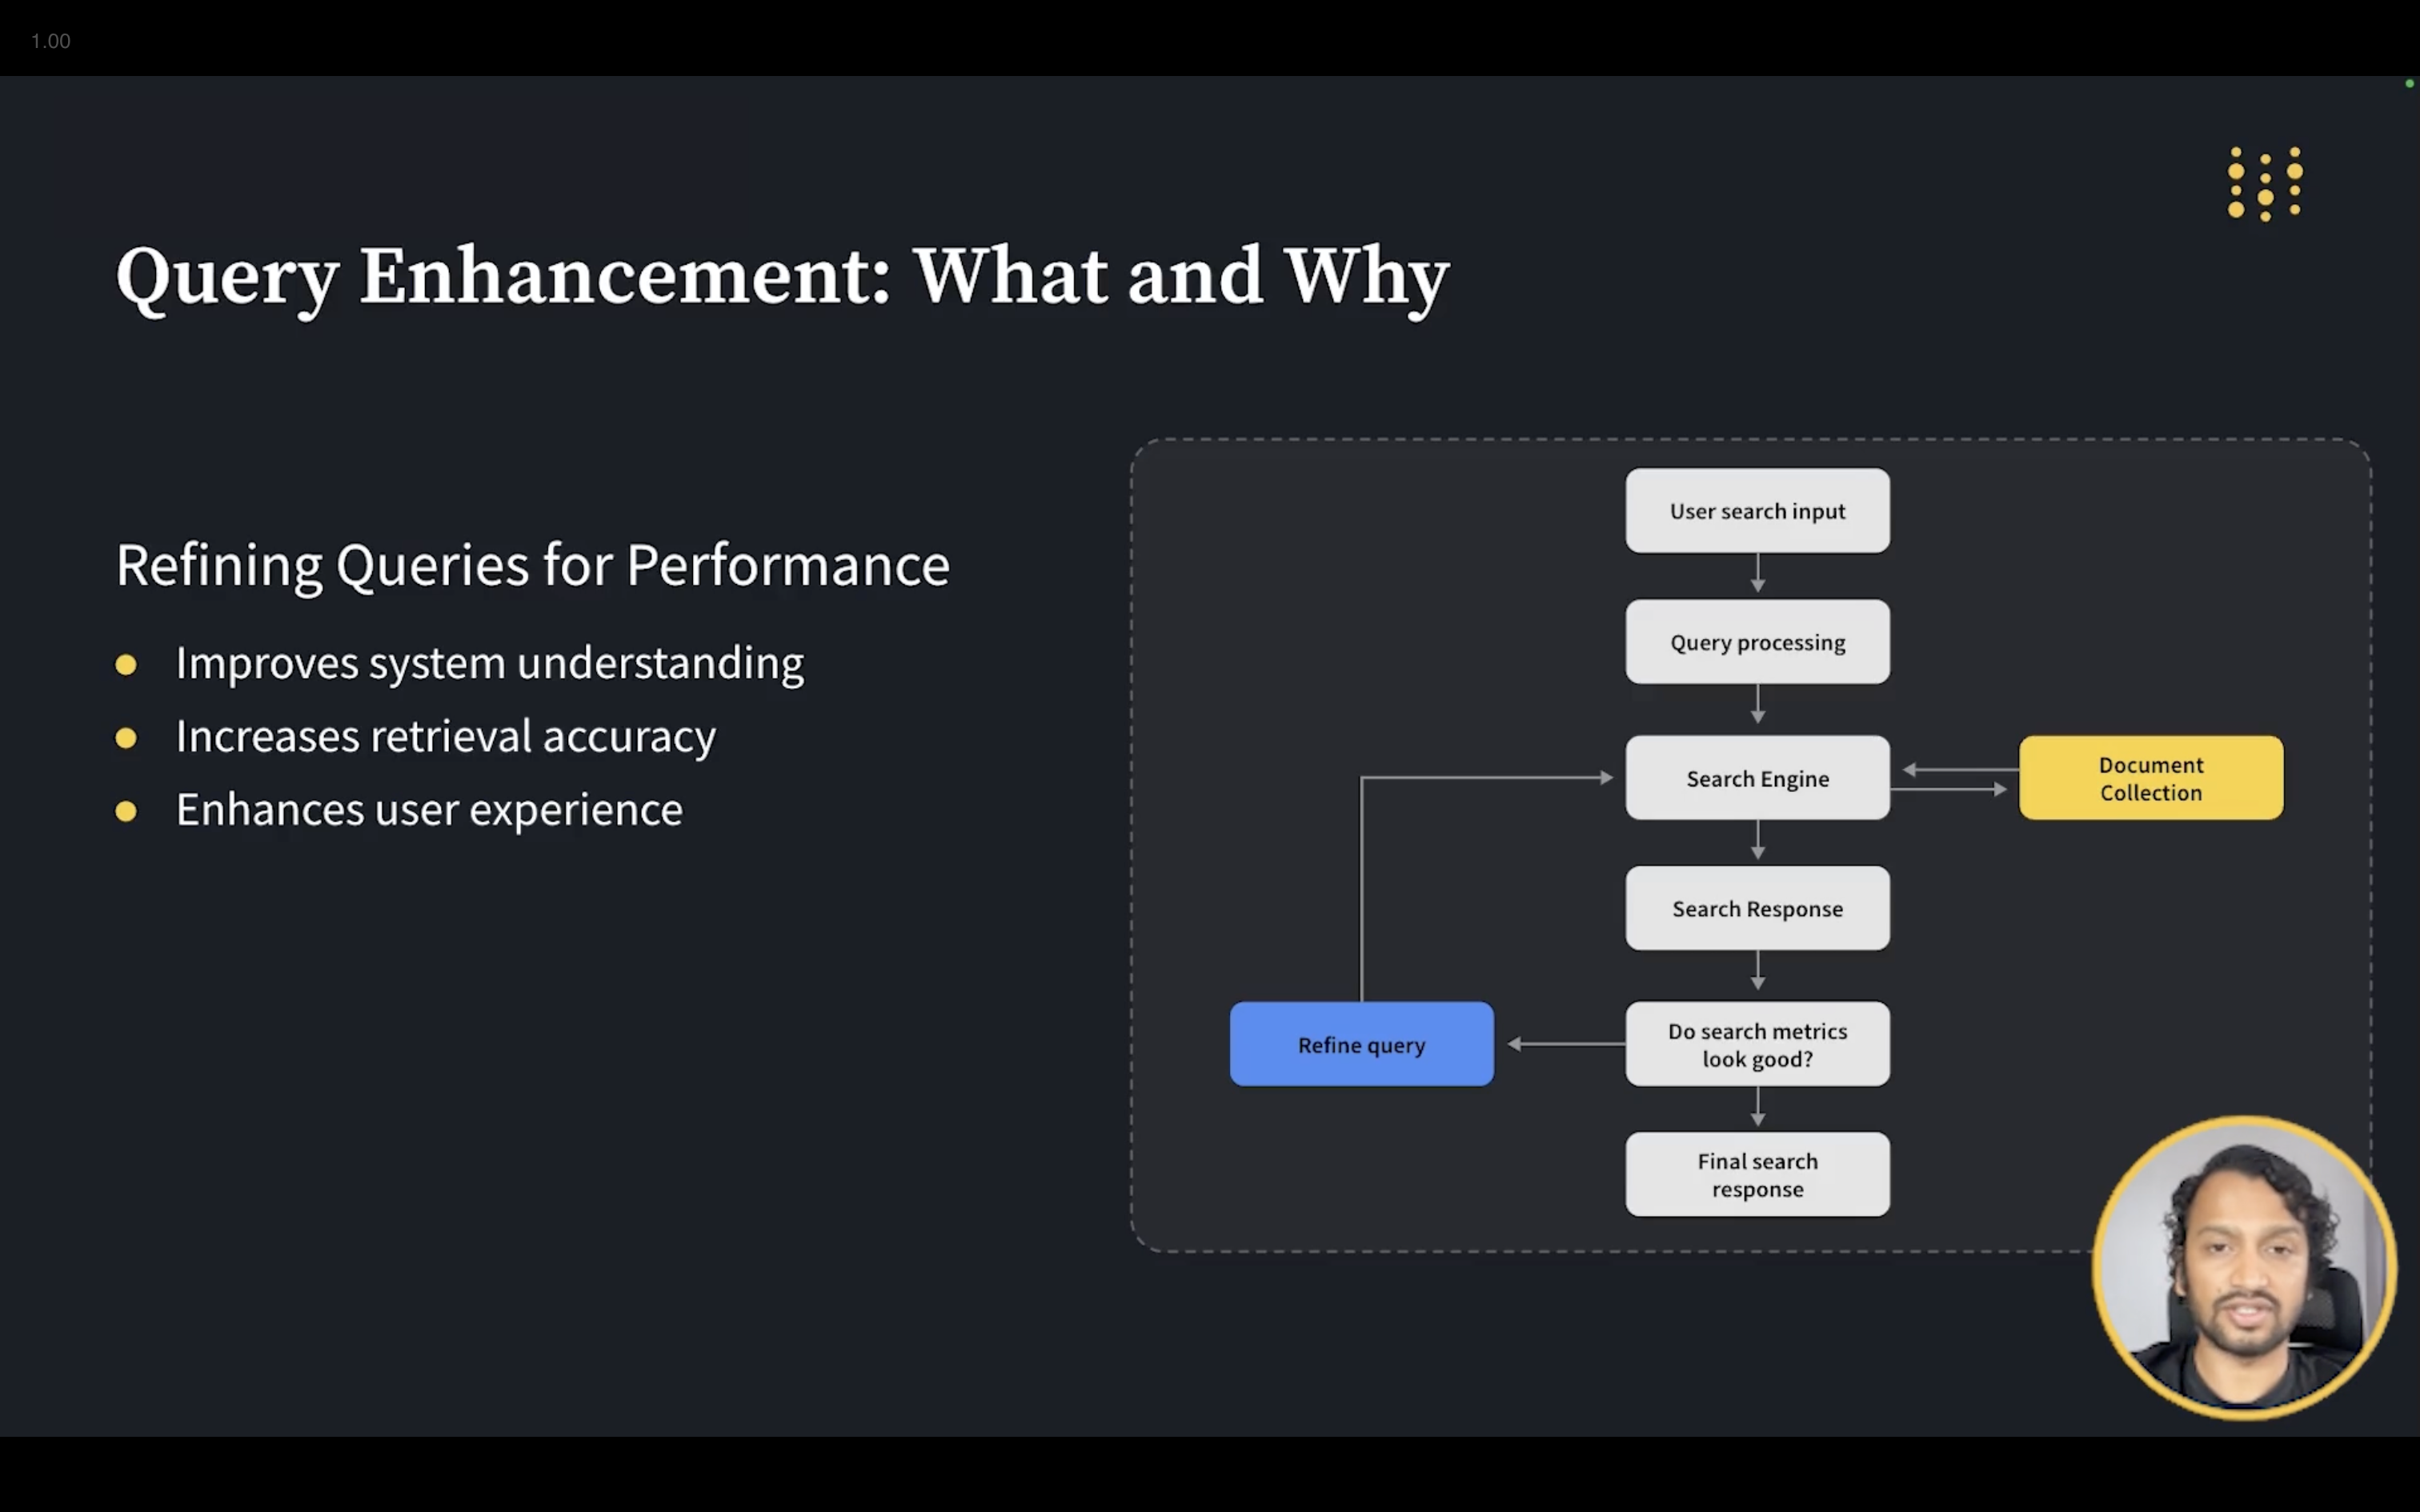 1.00
Query Enhancement: What and Why
Refining Queries for Performance
Improves system understanding
Increases retrieval accuracy
Enhances user experience
User search input
Query processing
Search Engine
Document
Collection
Search Response
Refine query
Do search metrics
look good?
Final search
response